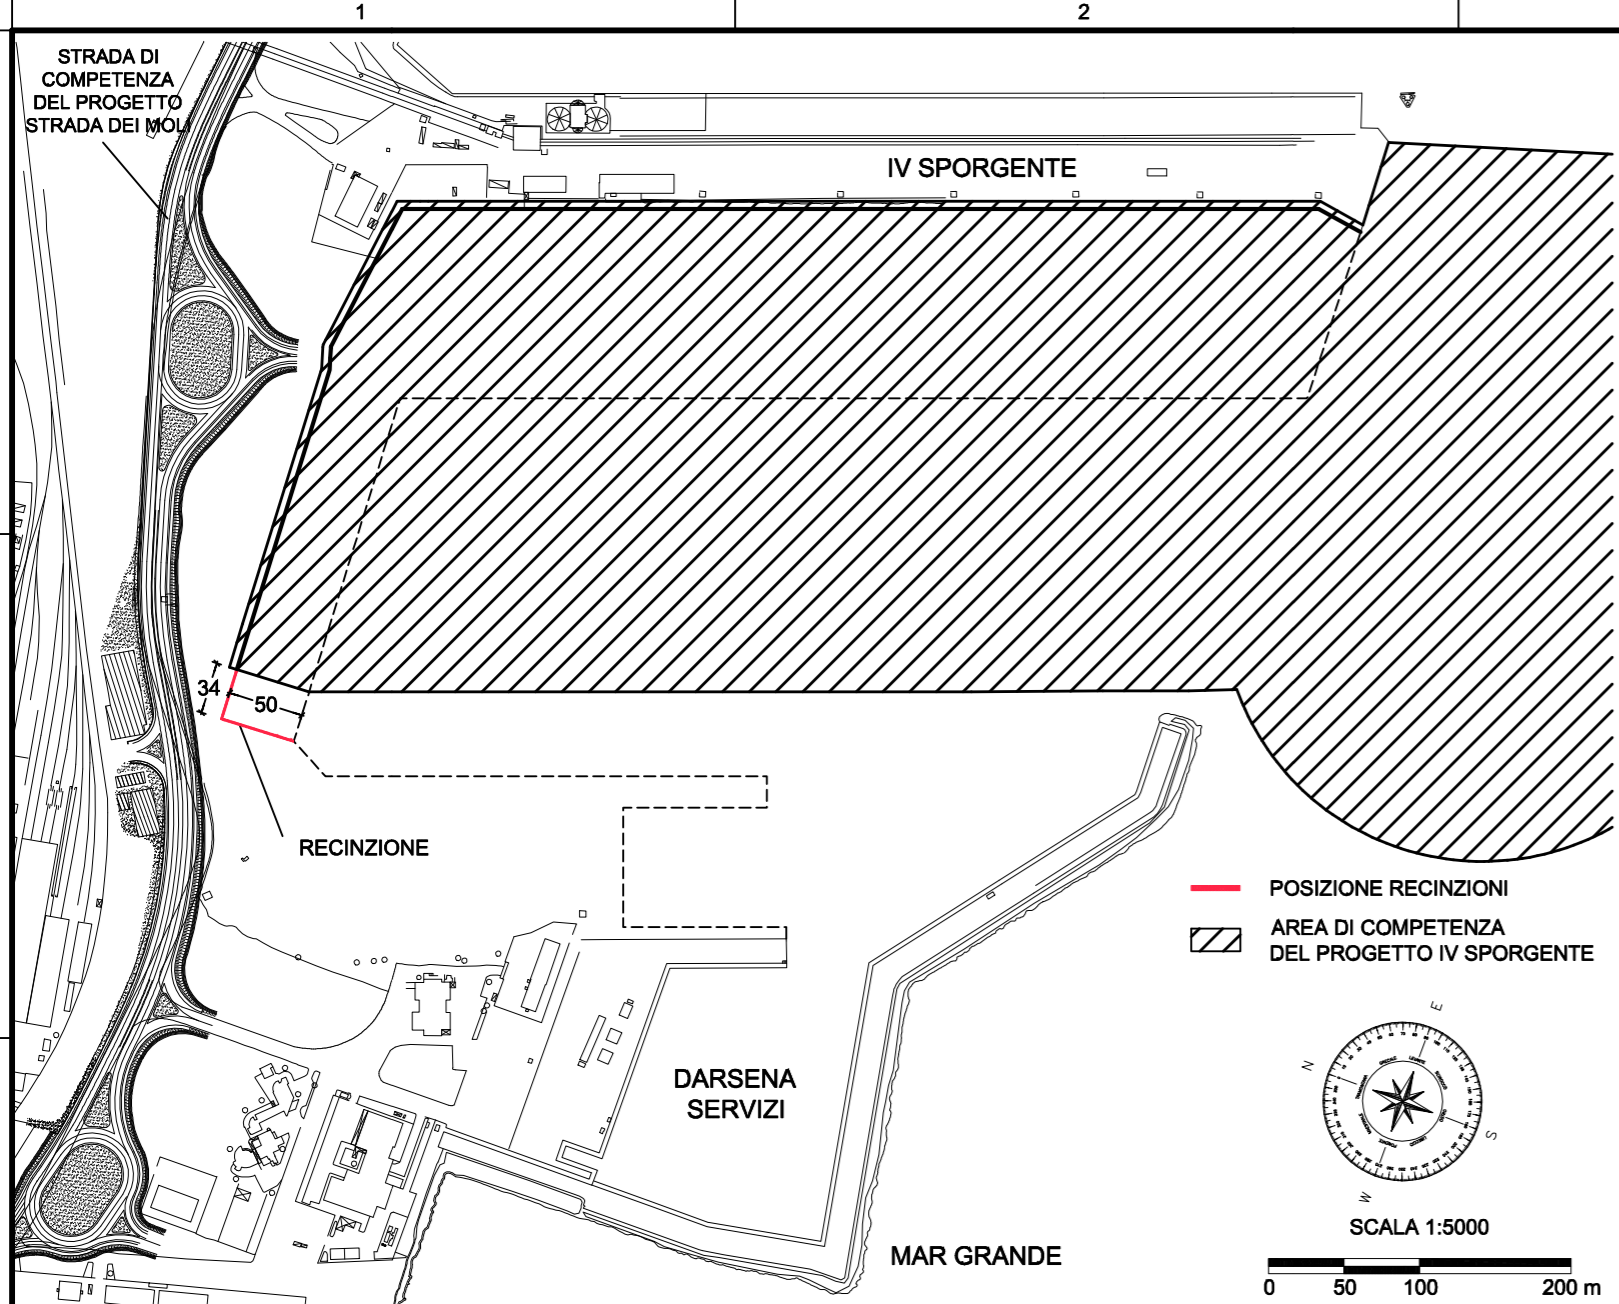 1
2
STRADA DI
COMPETENZA
DEL PROGETTO
STRADA DEI MOLI
IV SPORGENTE
34
50
RECINZIONE
POSIZIONE RECINZIONI
AREA DI COMPETENZA
DEL PROGETTO IV SPORGENTE
DARSENA
SERVIZI
E
N
S
W
SCALA 1:5000
MAR GRANDE
0 50 100 200 m